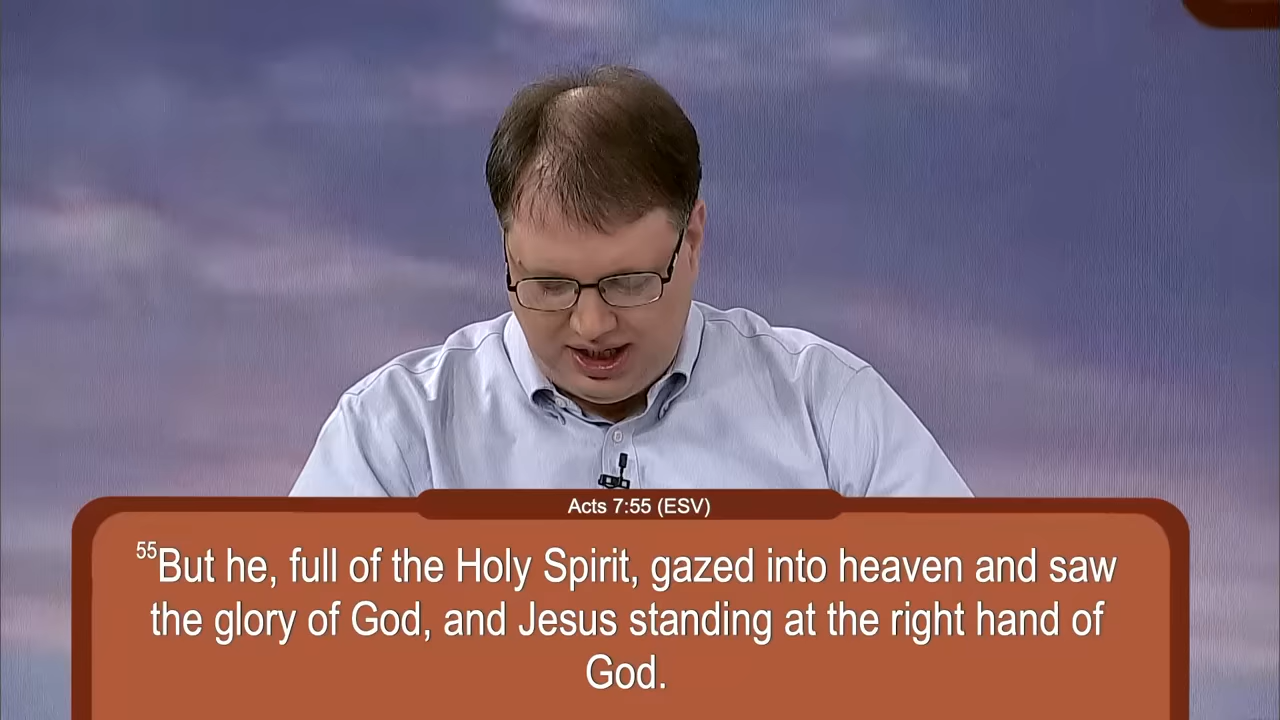 Acts 7:55 (ESV)
55But he, full of the Holy Spirit, gazed into heaven and saw
the glory of God, and Jesus standing at the right hand of
God.